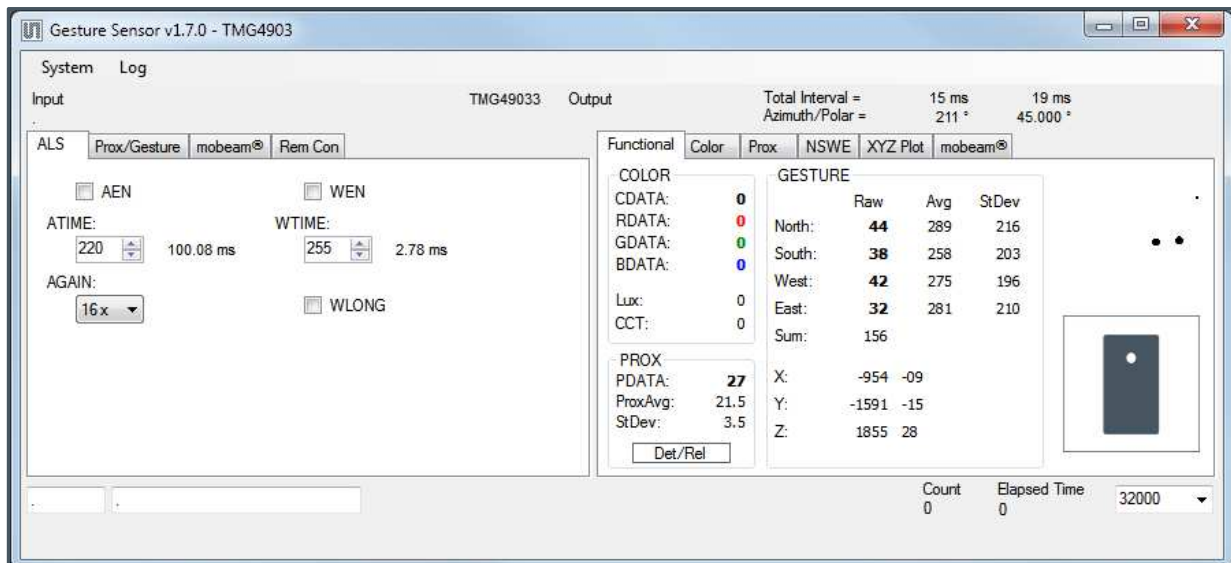 Gesture Sensor v1.7.0 - TMG4903
System Log
Input TMG49033 Output Total Interval = 15 ms 19 ms
. Azimuth/Polar = 211 ° 45.000 °
ALS Prox/Gesture mobeam® Rem Con Functional Color Prox NSWE XYZ Plot mobeam®
AEN WEN
ATIME: WTIME:
220 100.08 ms 255 2.78 ms
AGAIN:
16x WLONG
COLOR
CDATA: 0
RDATA: 0
GDATA: 0
BDATA: 0
Lux: 0
CCT: 0
PROX
PDATA: 27
ProxAvg: 21.5
StDev: 3.5
Det/Rel
GESTURE
Raw Avg StDev
North: 44 289 216
South: 38 258 203
West: 42 275 196
East: 32 281 210
Sum: 156
X: -954 -09
Y: -1591 -15
Z: 1855 28
. . Count Elapsed Time 32000
0 0